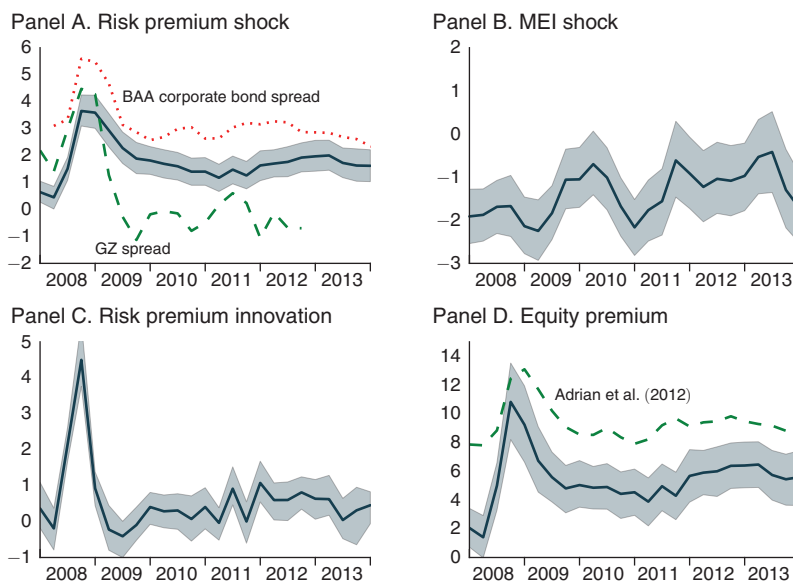 Panel A. Risk premium shock
6
5
4
3
2
1
0
−1
−2
BAA corporate bond spread
GZ spread
2008 2009 2010 2011 2012 2013
Panel B. MEI shock
2
1
0
−1
−2
−3
2008 2009 2010 2011 2012 2013
Panel C. Risk premium innovation
5
4
3
2
1
0
−1
2008 2009 2010 2011 2012 2013
Panel D. Equity premium
14
12
10
8
6
4
2
0
Adrian et al. (2012)
2008 2009 2010 2011 2012 2013